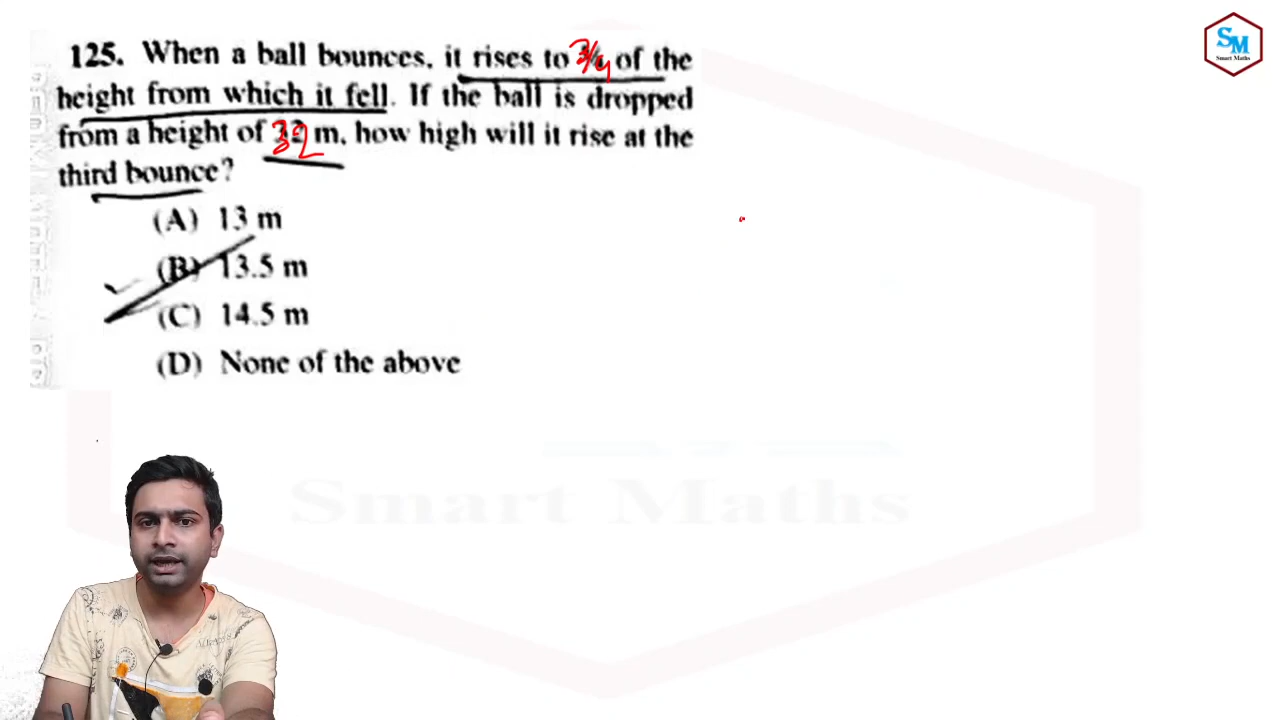 SM
Smart Maths
125. When a ball bounces, it rises to 3/4 of the
height from which it fell. If the ball is dropped
from a height of 32 m, how high will it rise at the
third bounce?
(A) 13 m
(B) 13.5 m
(C) 14.5 m
(D) None of the above
Smart Maths